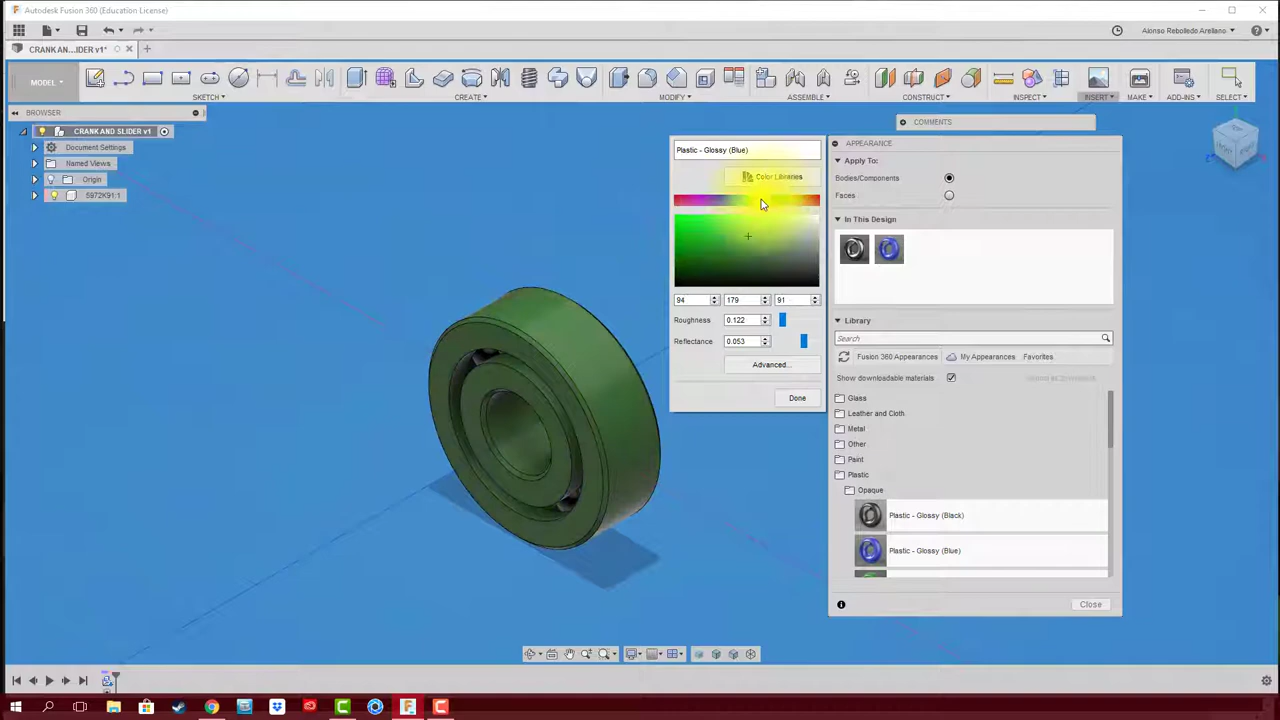 Autodesk Fusion 360 (Education License)
Alonso Rebolledo Arellano
CRANK AN...LIDER v1*
MODEL
SKETCH
CREATE
MODIFY
ASSEMBLE
CONSTRUCT
INSPECT
INSERT
MAKE
ADD-INS
SELECT
BROWSER
CRANK AND SLIDER v1
Document Settings
Named Views
Origin
5972K91:1
COMMENTS
Plastic - Glossy (Blue)
Color Libraries
94 179 91
Roughness 0.122
Reflectance 0.053
Advanced...
Done
APPEARANCE
Apply To:
Bodies/Components
Faces
In This Design
Library
Search
Fusion 360 Appearances My Appearances Favorites
Show downloadable materials
Glass
Leather and Cloth
Metal
Other
Paint
Plastic
Opaque
Plastic - Glossy (Black)
Plastic - Glossy (Blue)
Close